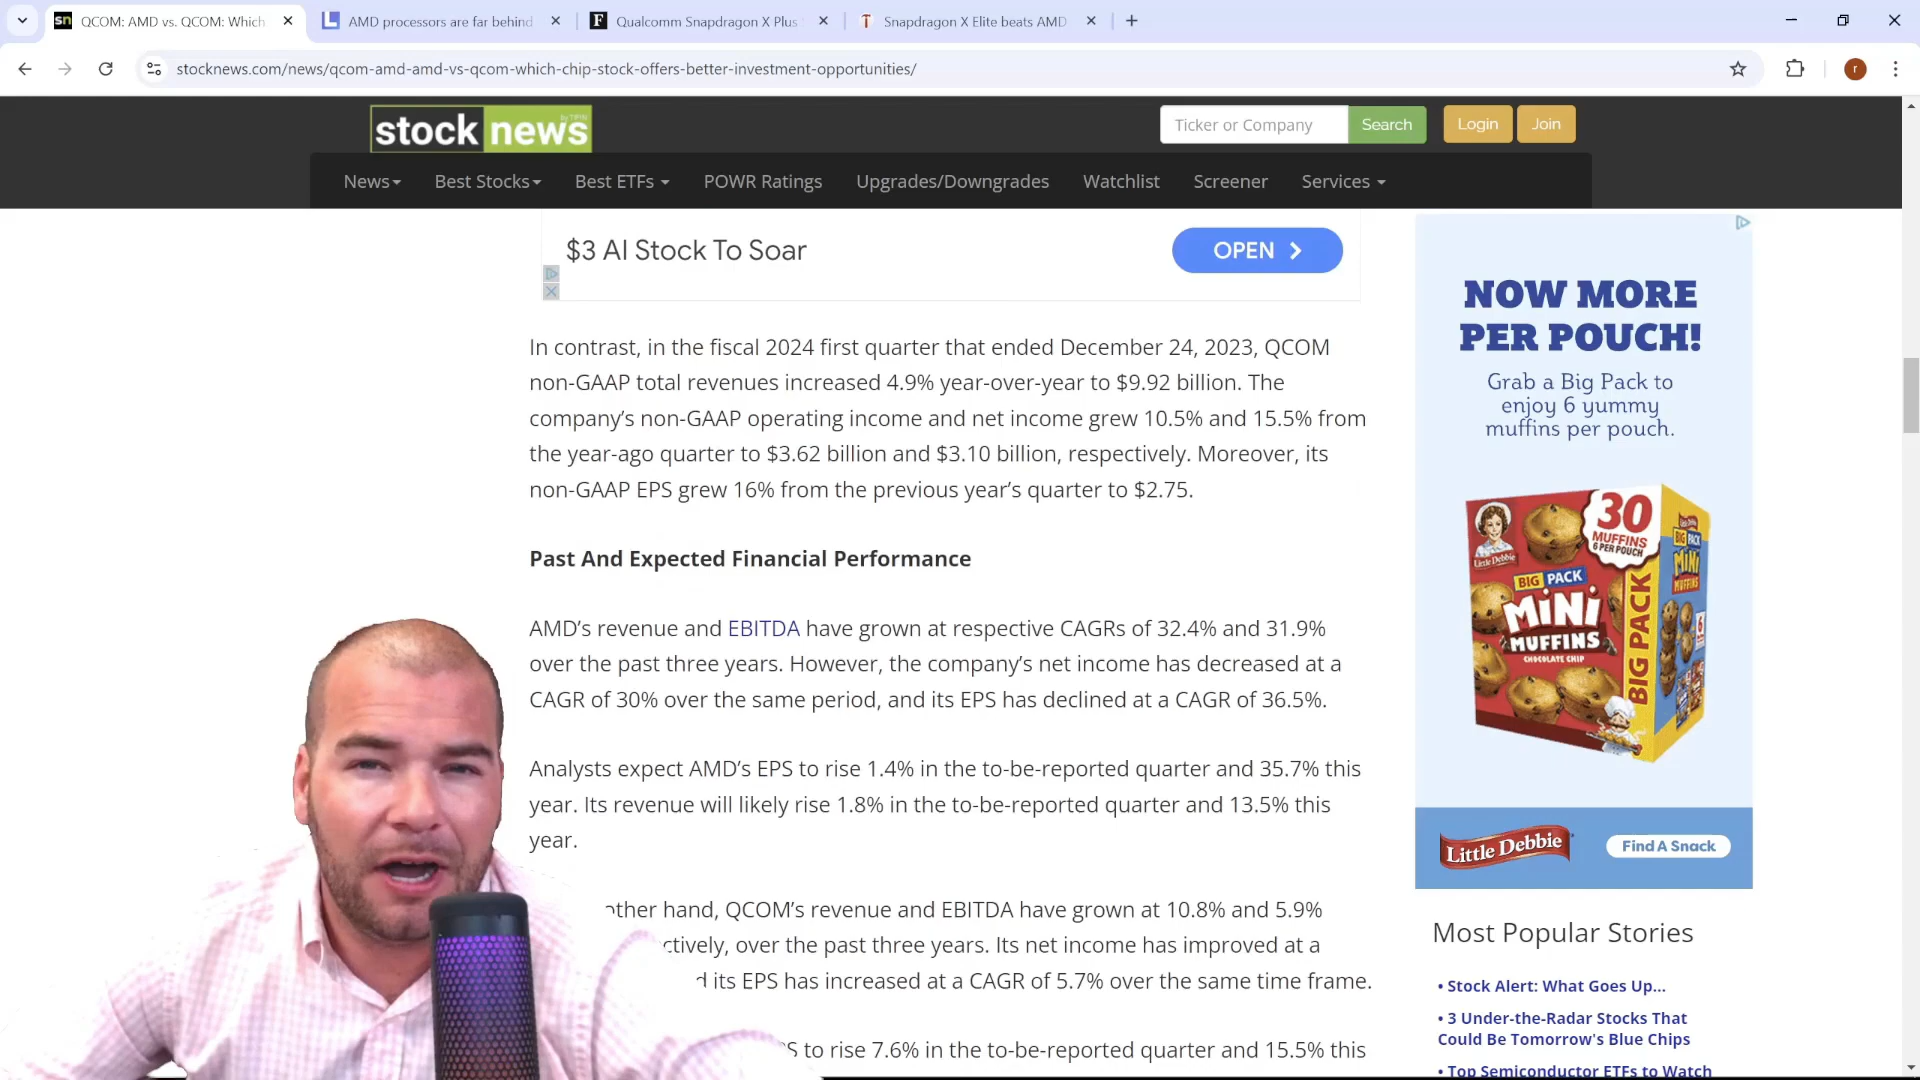 sn QCOM: AMD vs. QCOM: Which
AMD processors are far behind
F Qualcomm Snapdragon X Plus
T Snapdragon X Elite beats AMD
stocknews.com/news/qcom-amd-amd-vs-qcom-which-chip-stock-offers-better-investment-opportunities/
r
stock news
Ticker or Company
Search
Login
Join
News
Best Stocks
Best ETFs
POWR Ratings
Upgrades/Downgrades
Watchlist
Screener
Services
$3 AI Stock To Soar
OPEN
In contrast, in the fiscal 2024 first quarter that ended December 24, 2023, QCOM
non-GAAP total revenues increased 4.9% year-over-year to $9.92 billion. The
company's non-GAAP operating income and net income grew 10.5% and 15.5% from
the year-ago quarter to $3.62 billion and $3.10 billion, respectively. Moreover, its
non-GAAP EPS grew 16% from the previous year's quarter to $2.75.
Past And Expected Financial Performance
AMD's revenue and EBITDA have grown at respective CAGRs of 32.4% and 31.9%
over the past three years. However, the company's net income has decreased at a
CAGR of 30% over the same period, and its EPS has declined at a CAGR of 36.5%.
Analysts expect AMD's EPS to rise 1.4% in the to-be-reported quarter and 35.7% this
year. Its revenue will likely rise 1.8% in the to-be-reported quarter and 13.5% this
year.
other hand, QCOM's revenue and EBITDA have grown at 10.8% and 5.9%
ctively, over the past three years. Its net income has improved at a
d its EPS has increased at a CAGR of 5.7% over the same time frame.
S to rise 7.6% in the to-be-reported quarter and 15.5% this
NOW MORE
PER POUCH!
Grab a Big Pack to
enjoy 6 yummy
muffins per pouch.
30
MUFFINS
6 PER POUCH
Little Debbie
BIG PACK
MiNi
MUFFINS
CHOCOLATE CHIP
BIG PACK
Little Debbie
Find A Snack
Most Popular Stories
• Stock Alert: What Goes Up...
• 3 Under-the-Radar Stocks That
Could Be Tomorrow's Blue Chips
• Top Semiconductor ETFs to Watch